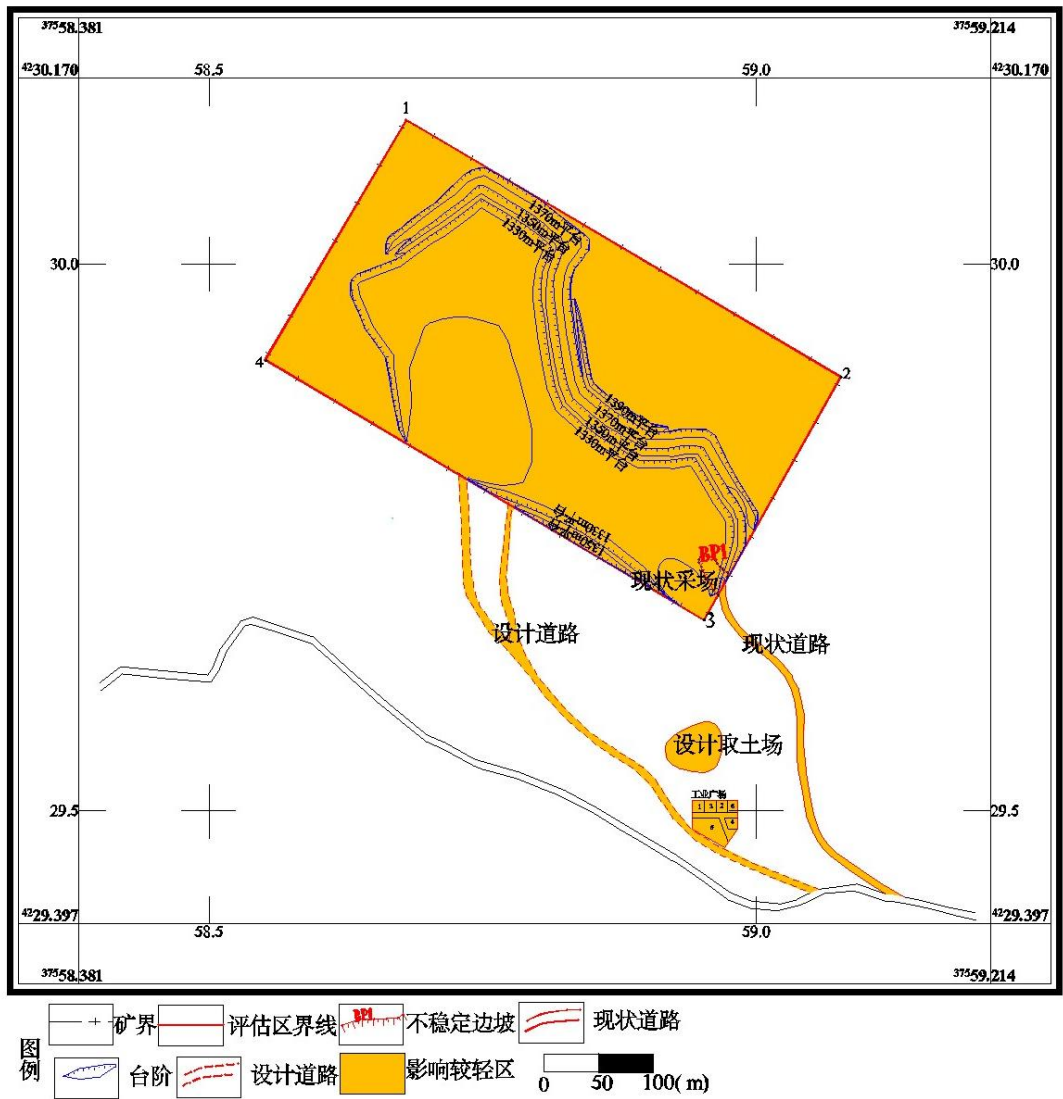 3758.381
3759.214
4230.170
58.5
59.0
4230.170
1
1370m平台
1350m平台
1330m平台
30.0
30.0
4
2
1390m平台
1370m平台
1350m平台
1330m平台
1330m平台
1350m平台
BP1
现状采场
3
设计道路
现状道路
设计取土场
工业广场
29.5
29.5
4229.397
4229.397
58.5
59.0
3758.381
3759.214
图例
矿界
评估区界线
BP1
不稳定边坡
现状道路
台阶
设计道路
影响较轻区
0 50 100( m)